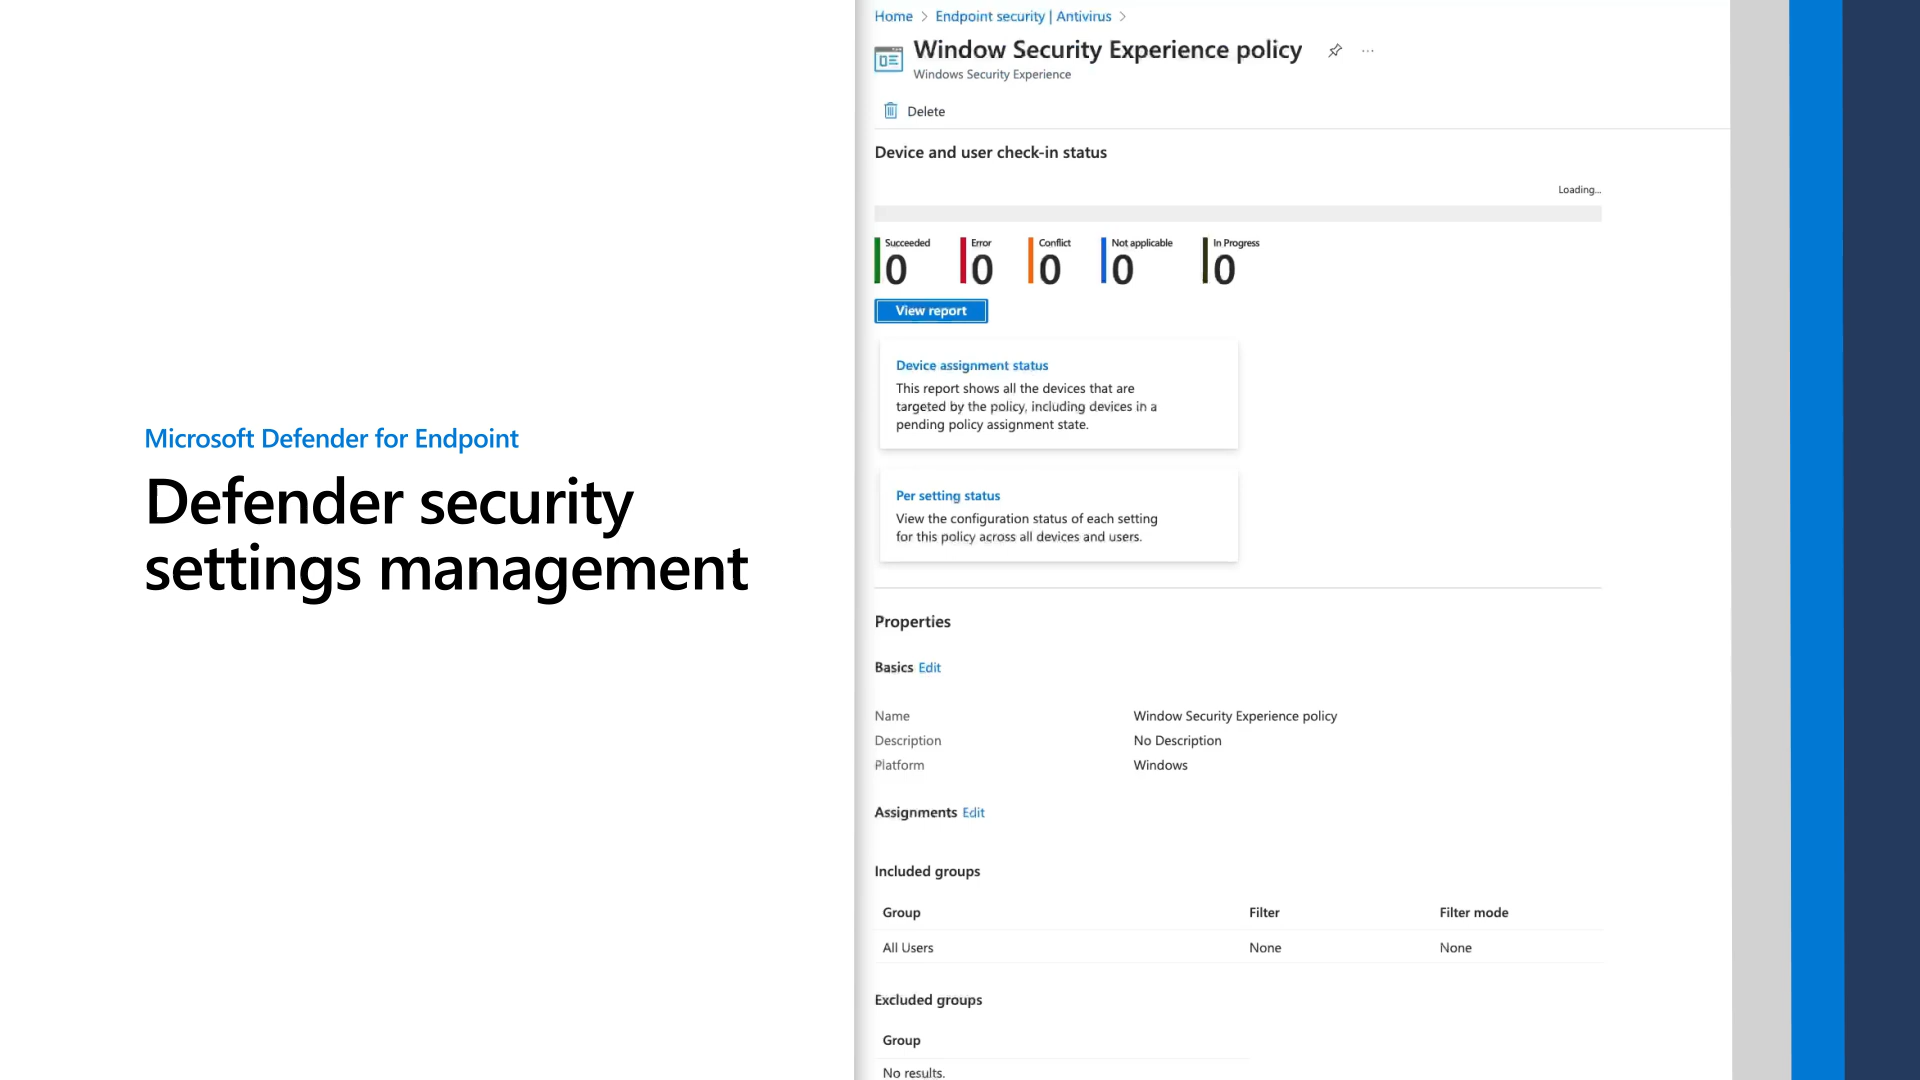 Microsoft Defender for Endpoint
Defender security
settings management
Home > Endpoint security | Antivirus >
Window Security Experience policy ...
Windows Security Experience
Delete
Device and user check-in status
Loading...
Succeeded Error Conflict Not applicable In Progress
0 0 0 0 0
View report
Device assignment status
This report shows all the devices that are
targeted by the policy, including devices in a
pending policy assignment state.
Per setting status
View the configuration status of each setting
for this policy across all devices and users.
Properties
Basics Edit
Name Window Security Experience policy
Description No Description
Platform Windows
Assignments Edit
Included groups
Group Filter Filter mode
All Users None None
Excluded groups
Group
No results.